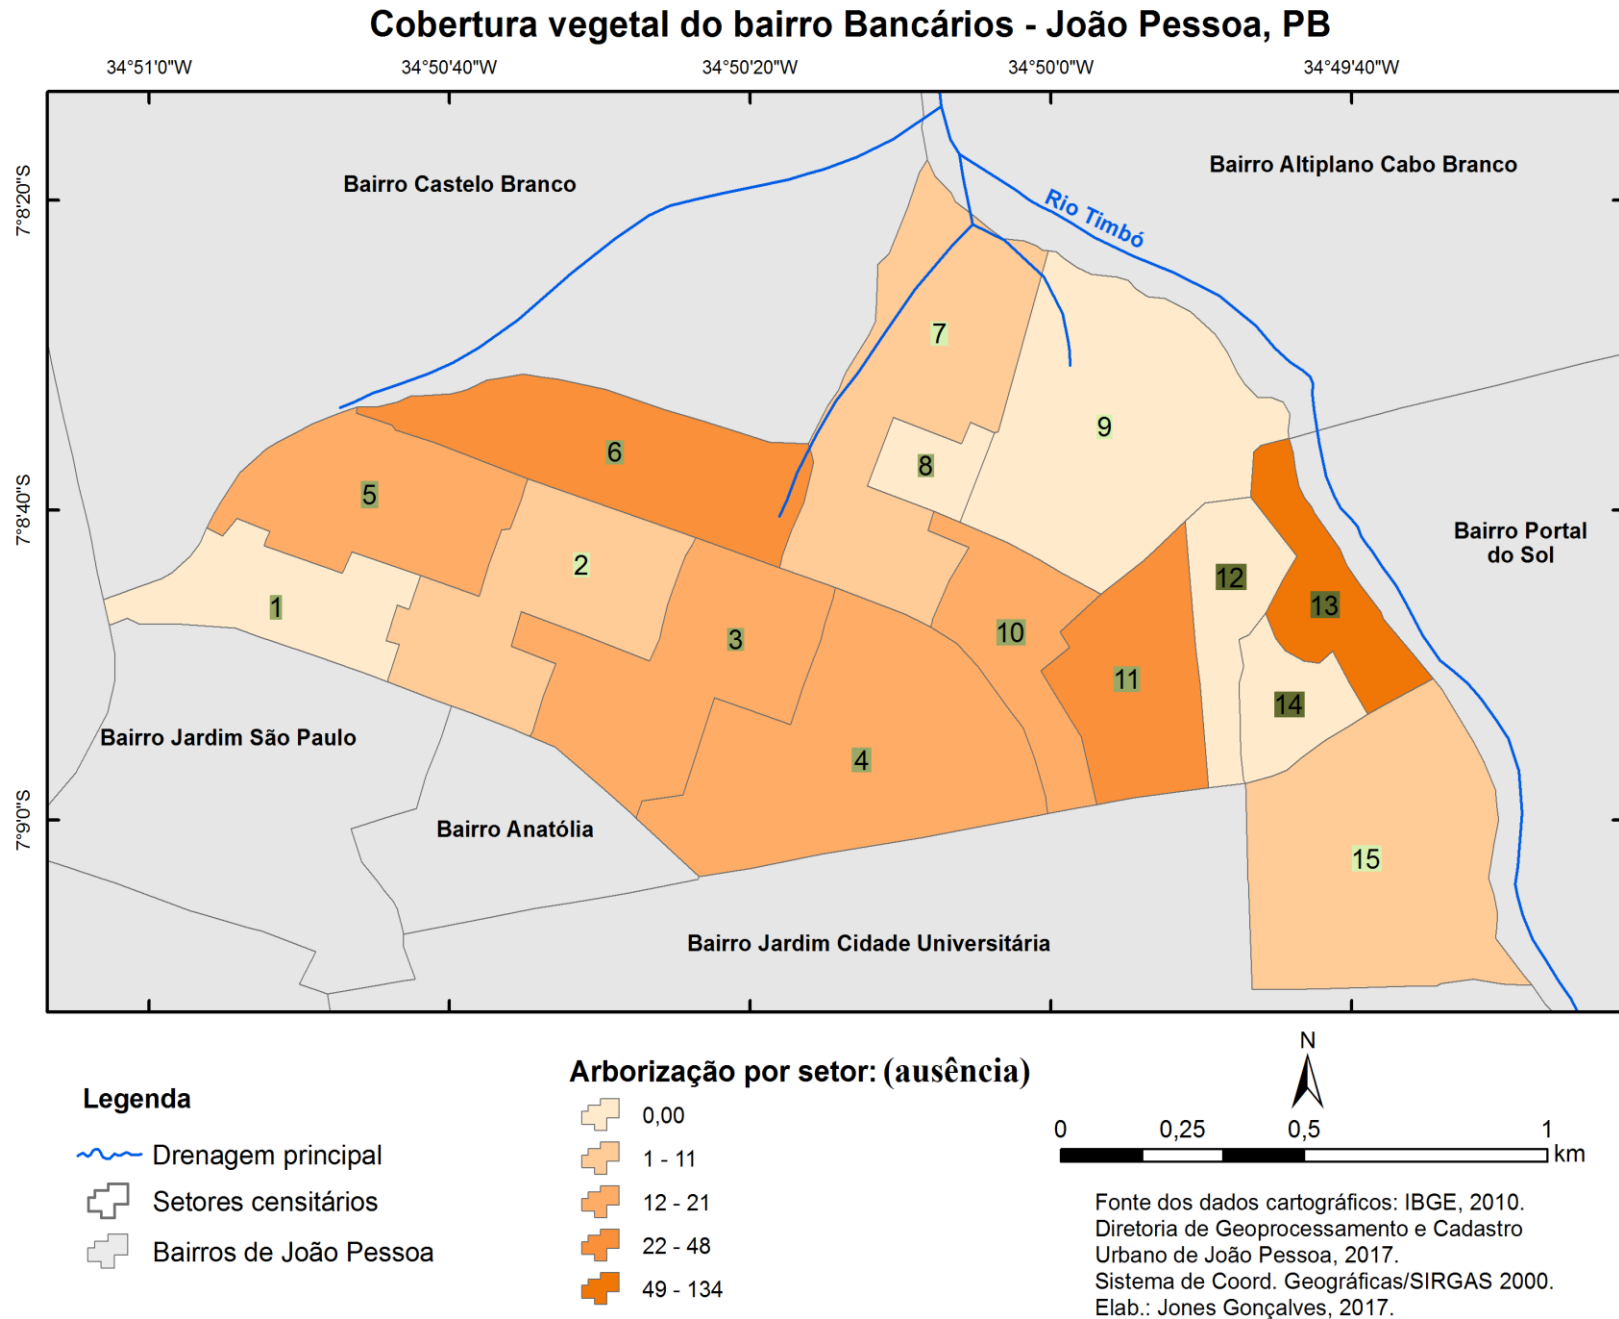 Cobertura vegetal do bairro Bancários - João Pessoa, PB
34°51'0"W 34°50'40"W 34°50'20"W 34°50'0"W 34°49'40"W
7°8'20"S
7°8'40"S
7°9'0"S
Bairro Castelo Branco
Bairro Altiplano Cabo Branco
Rio Timbó
7
9
6
8
5
Bairro Portal
do Sol
2
12
1
13
10
3
11
14
Bairro Jardim São Paulo
4
Bairro Anatólia
15
Bairro Jardim Cidade Universitária
Legenda
Drenagem principal
Setores censitários
Bairros de João Pessoa
Arborização por setor: (ausência)
0,00
1 - 11
12 - 21
22 - 48
49 - 134
N
0 0,25 0,5 1
km
Fonte dos dados cartográficos: IBGE, 2010.
Diretoria de Geoprocessamento e Cadastro
Urbano de João Pessoa, 2017.
Sistema de Coord. Geográficas/SIRGAS 2000.
Elab.: Jones Gonçalves, 2017.